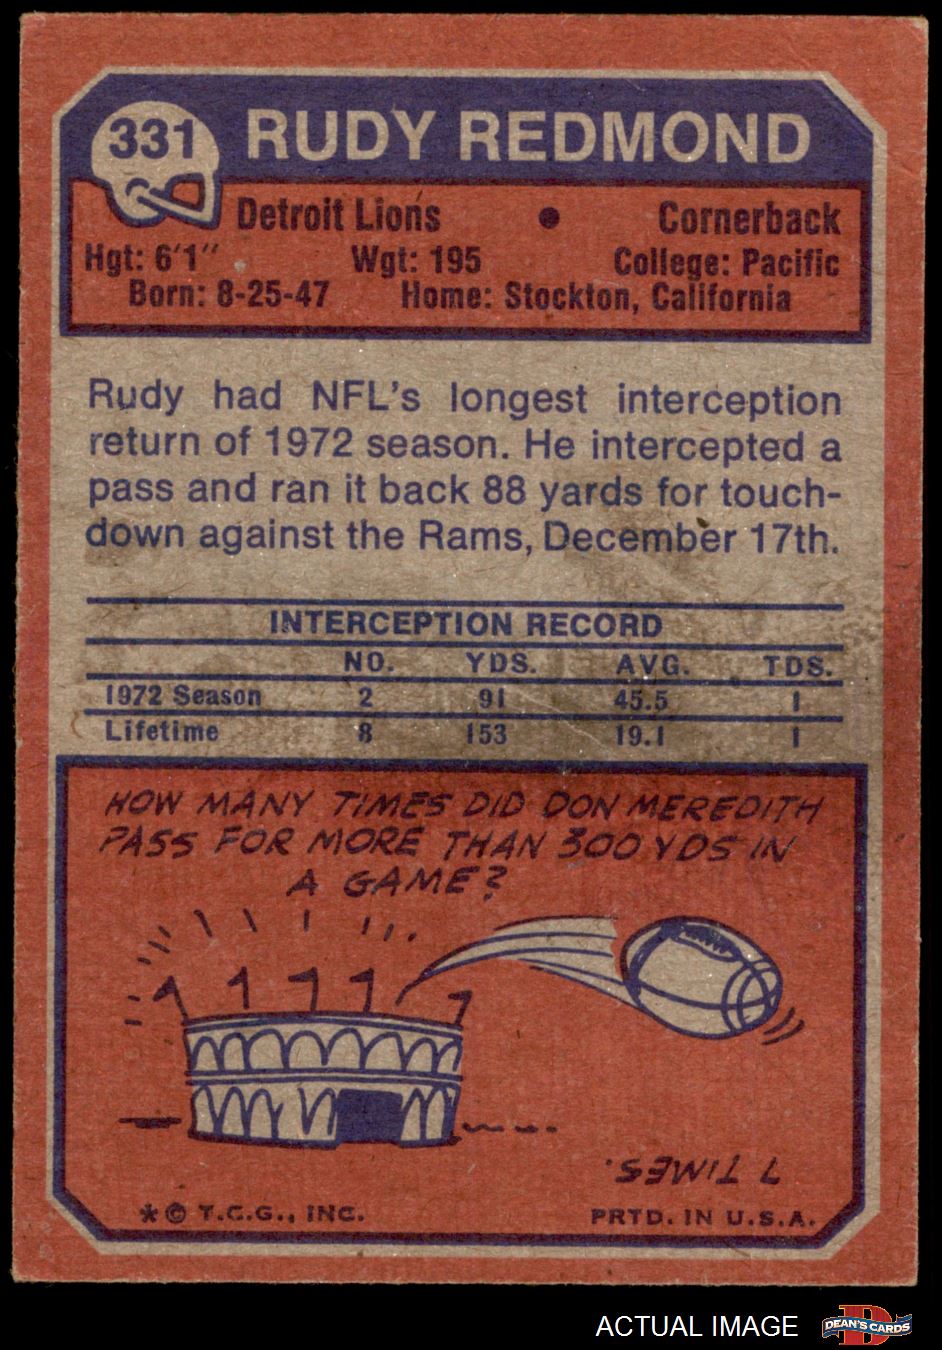 331 RUDY REDMOND
Detroit Lions • Cornerback
Hgt: 6'1" Wgt: 195 College: Pacific
Born: 8-25-47 Home: Stockton, California
Rudy had NFL's longest interception
return of 1972 season. He intercepted a
pass and ran it back 88 yards for touch-
down against the Rams, December 17th.
INTERCEPTION RECORD
NO. YDS. AVG. TDS.
1972 Season 2 91 45.5 1
Lifetime 8 153 19.1 1
HOW MANY TIMES DID DON MEREDITH
PASS FOR MORE THAN 300 YDS IN
A GAME?
7 TIMES.
* © T.C.G., INC. PRTD. IN U.S.A.
ACTUAL IMAGE D DEAN'S CARDS